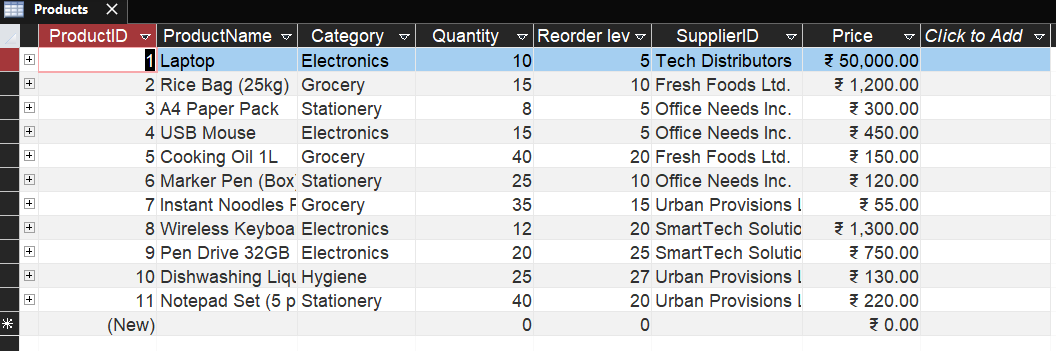 Products
ProductID ProductName Category Quantity Reorder lev SupplierID Price Click to Add
1 Laptop Electronics 10 5 Tech Distributors ₹ 50,000.00
2 Rice Bag (25kg) Grocery 15 10 Fresh Foods Ltd. ₹ 1,200.00
3 A4 Paper Pack Stationery 8 5 Office Needs Inc. ₹ 300.00
4 USB Mouse Electronics 15 5 Office Needs Inc. ₹ 450.00
5 Cooking Oil 1L Grocery 40 20 Fresh Foods Ltd. ₹ 150.00
6 Marker Pen (Box) Stationery 25 10 Office Needs Inc. ₹ 120.00
7 Instant Noodles P Grocery 35 15 Urban Provisions L ₹ 55.00
8 Wireless Keyboa Electronics 12 20 SmartTech Solutio ₹ 1,300.00
9 Pen Drive 32GB Electronics 20 25 SmartTech Solutio ₹ 750.00
10 Dishwashing Liqu Hygiene 25 27 Urban Provisions L ₹ 130.00
11 Notepad Set (5 p Stationery 40 20 Urban Provisions L ₹ 220.00
(New) 0 0 ₹ 0.00